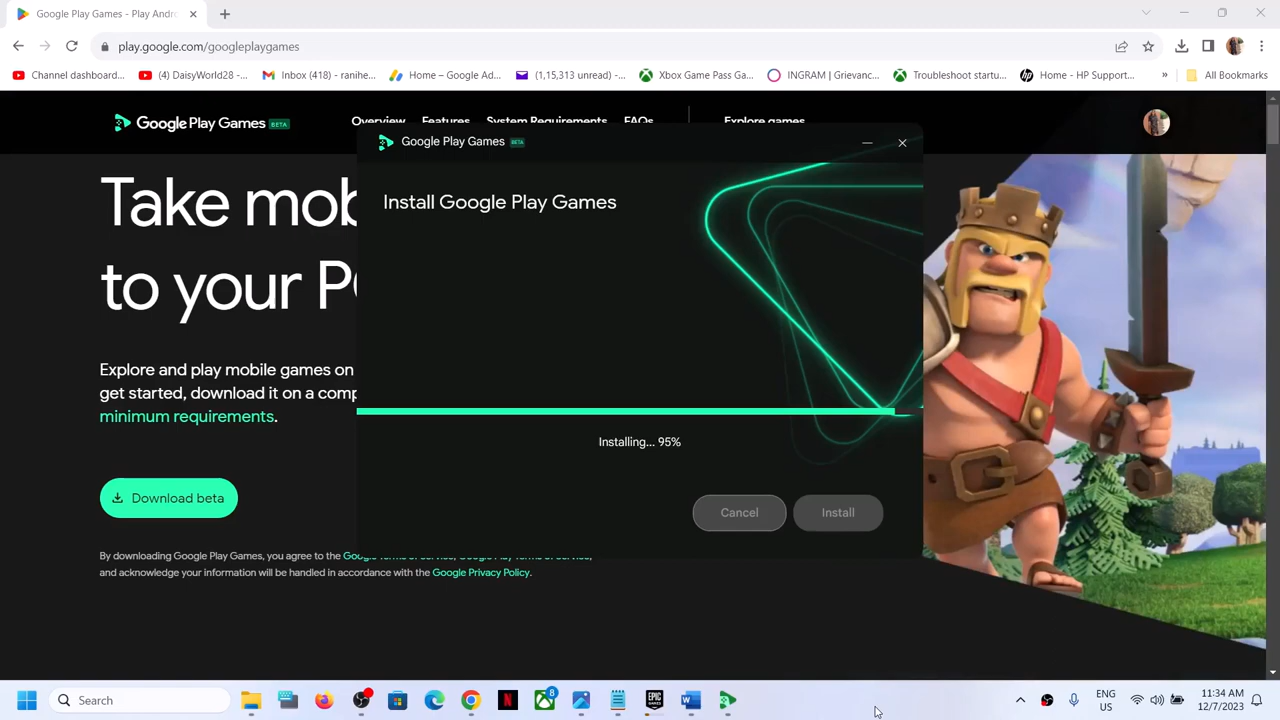 Google Play Games - Play Andro
play.google.com/googleplaygames
Channel dashboard...
(4) DaisyWorld28 -...
Inbox (418) - ranihe...
Home – Google Ad...
(1,15,313 unread) -...
Xbox Game Pass Ga...
INGRAM | Grievanc...
Troubleshoot startu...
Home - HP Support...
»
All Bookmarks
Google Play Games BETA
Overview
Features
System Requirements
FAQs
Explore games
Google Play Games BETA
Install Google Play Games
Installing... 95%
Cancel
Install
Take mob
to your PC
Explore and play mobile games on
get started, download it on a comp
minimum requirements.
Download beta
By downloading Google Play Games, you agree to the Google Terms of Service, Google Play Terms of Service,
and acknowledge your information will be handled in accordance with the Google Privacy Policy.
Search
EPIC
GAMES
8
ENG
US
11:34 AM
12/7/2023